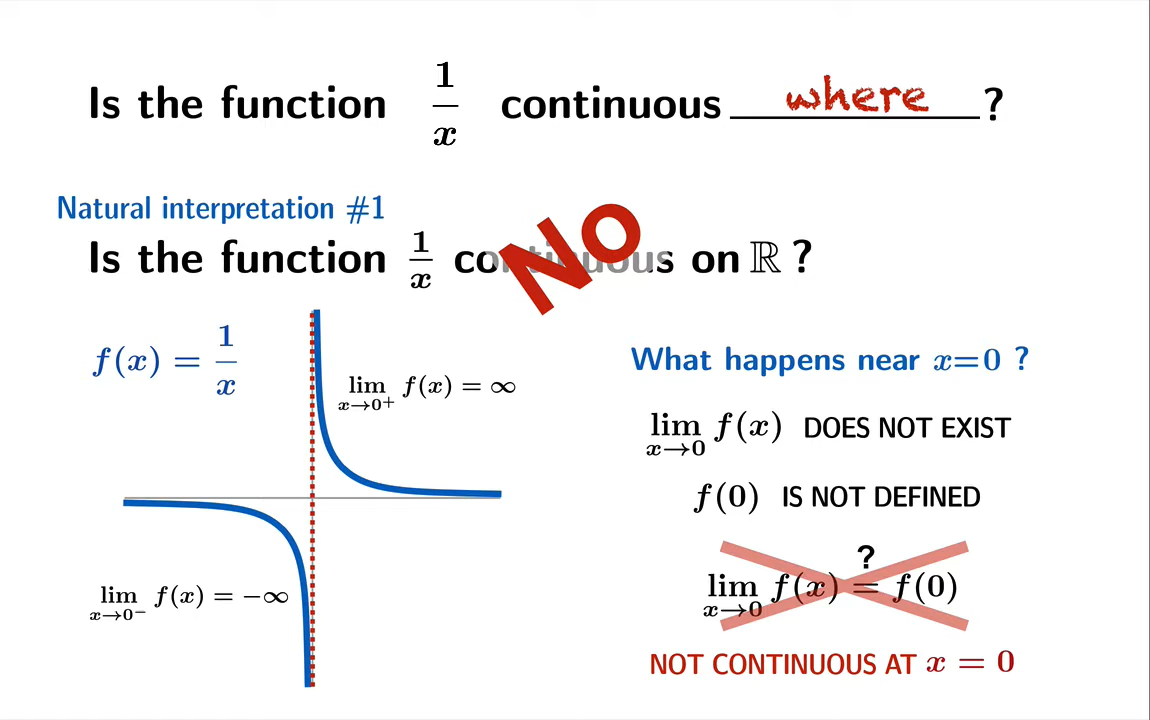 Is the function 1/x continuous where ?
Natural interpretation #1
Is the function 1/x continuous on ℝ ?
No
f(x) = 1/x
lim x→0⁺ f(x) = ∞
lim x→0⁻ f(x) = −∞
What happens near x=0 ?
lim x→0 f(x) DOES NOT EXIST
f(0) IS NOT DEFINED
?
lim x→0 f(x) = f(0)
NOT CONTINUOUS AT x = 0